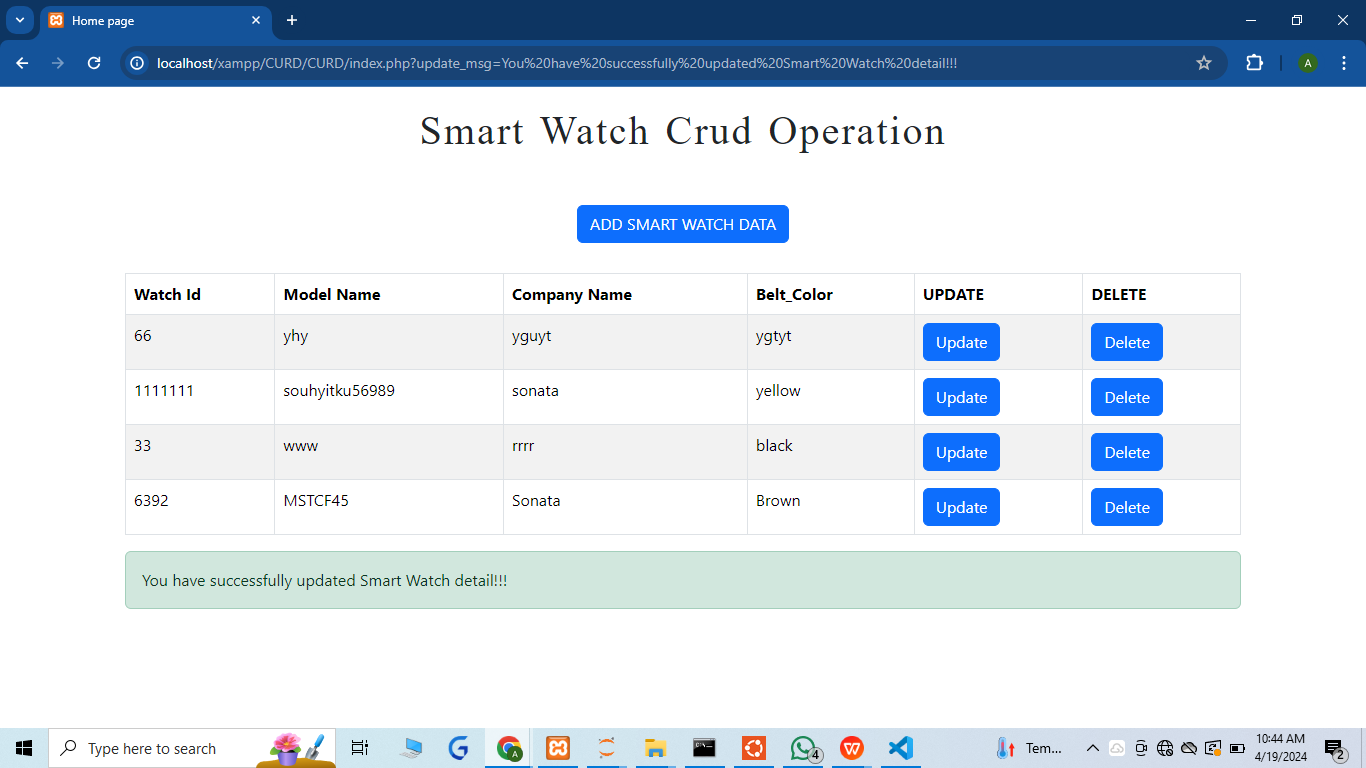 Home page
localhost/xampp/CURD/CURD/index.php?update_msg=You%20have%20successfully%20updated%20Smart%20Watch%20detail!!!
A
Smart Watch Crud Operation
ADD SMART WATCH DATA
Watch Id Model Name Company Name Belt_Color UPDATE DELETE
66 yhy yguyt ygtyt Update Delete
1111111 souhyitku56989 sonata yellow Update Delete
33 www rrrr black Update Delete
6392 MSTCF45 Sonata Brown Update Delete
You have successfully updated Smart Watch detail!!!
Type here to search
A
4
Tem...
10:44 AM
4/19/2024
2